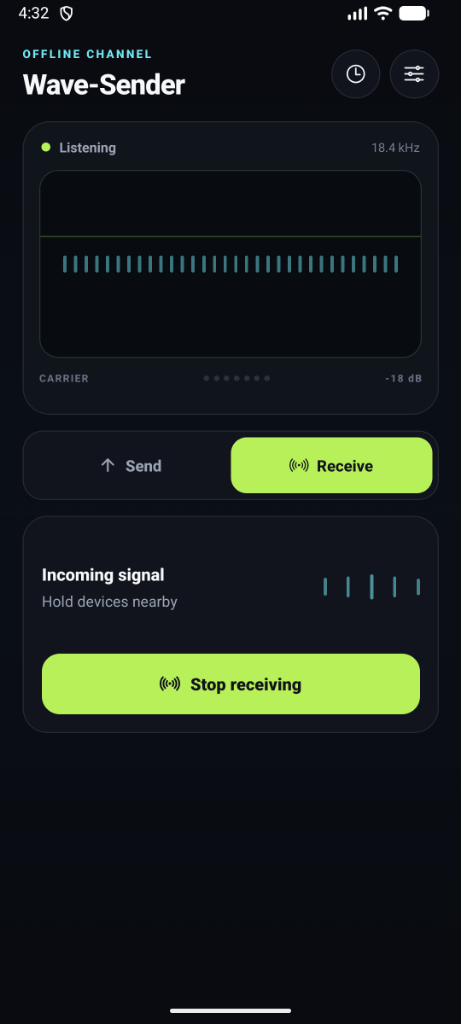 4:32
OFFLINE CHANNEL
Wave-Sender
Listening
18.4 kHz
CARRIER
-18 dB
Send
Receive
Incoming signal
Hold devices nearby
Stop receiving